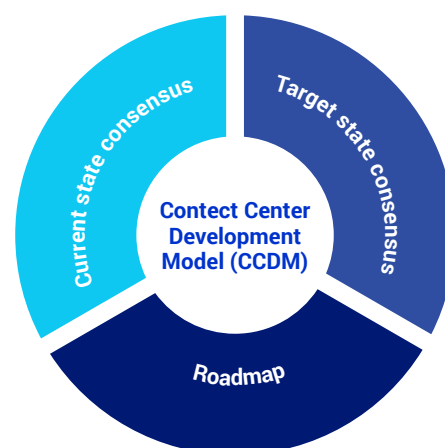 Current state consensus
Target state consensus
Contect Center
Development
Model (CCDM)
Roadmap